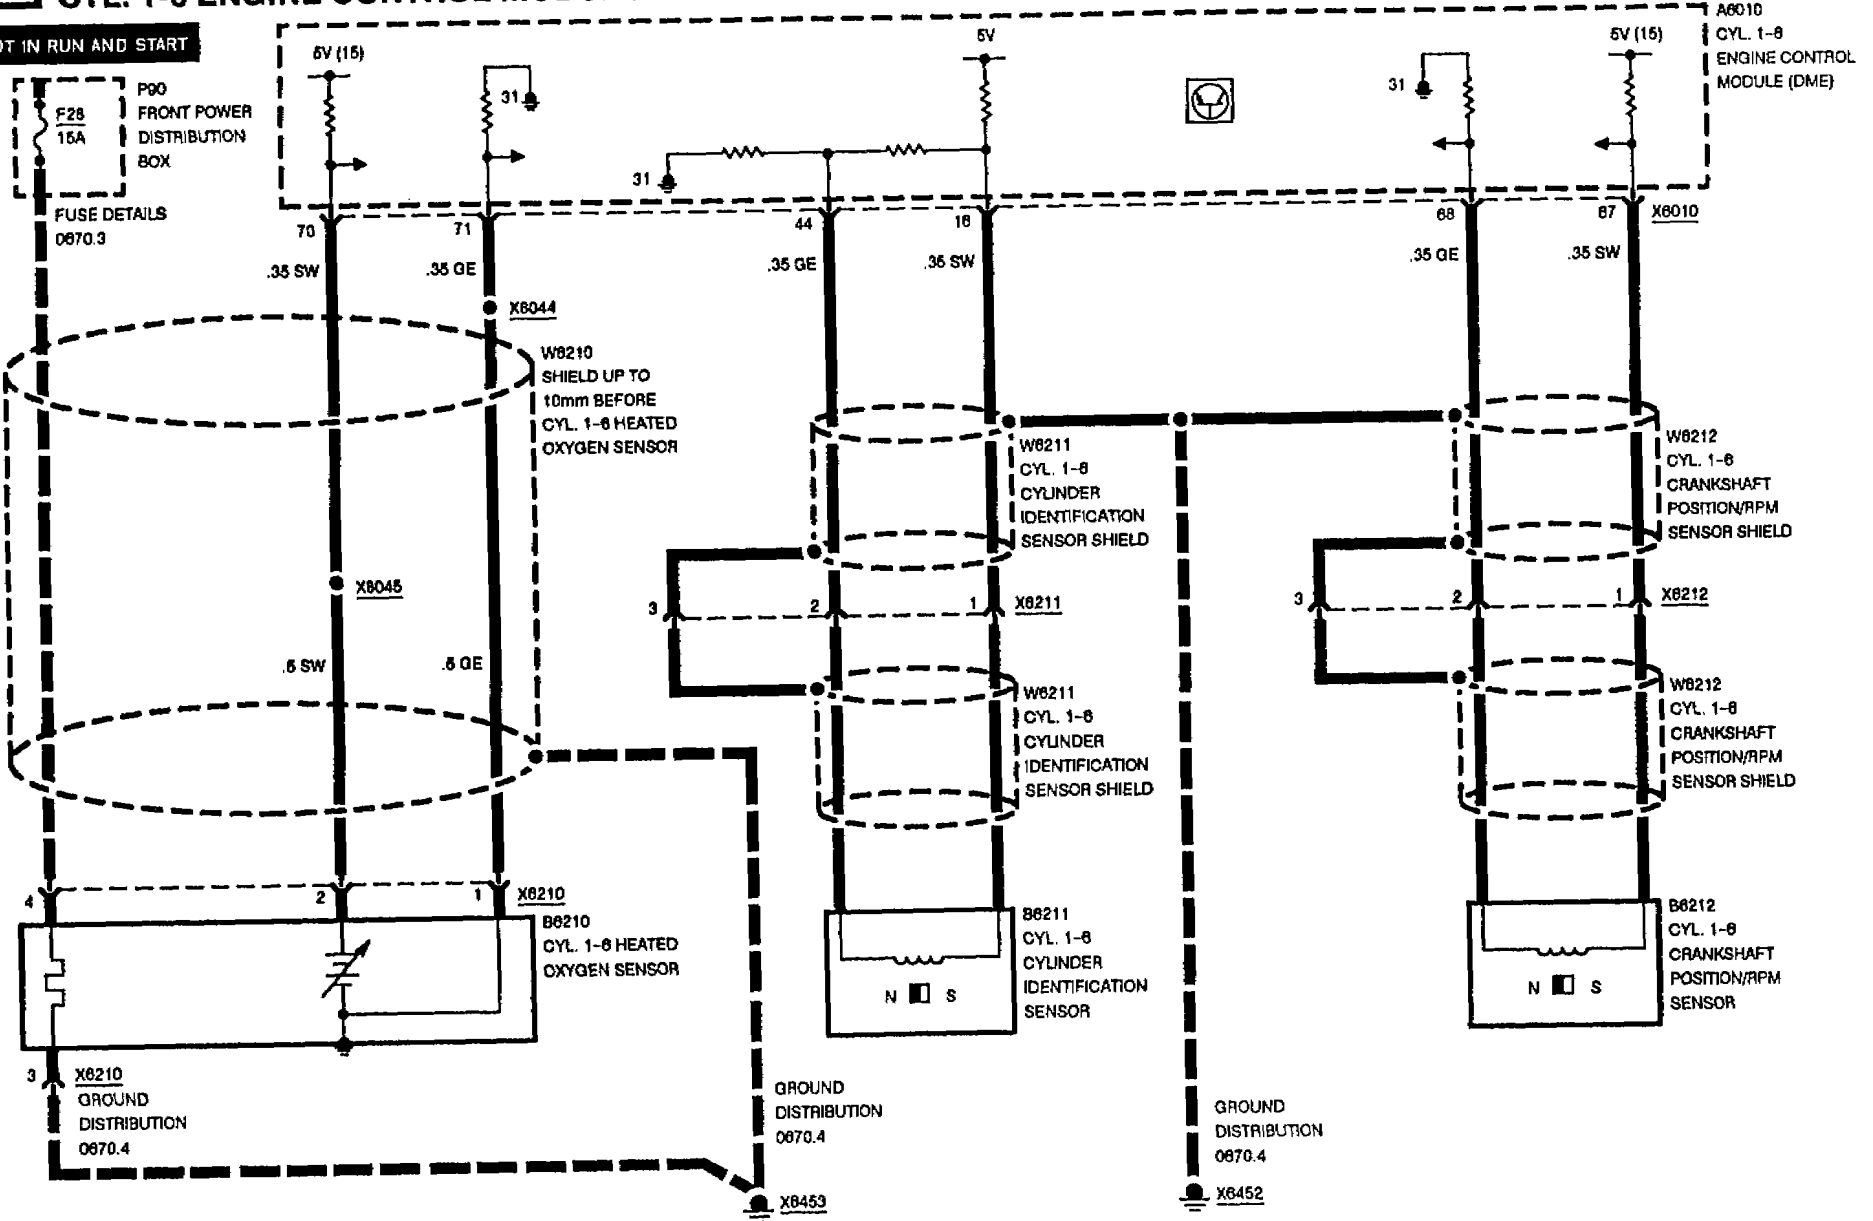 HOT IN RUN AND START
P90
FRONT POWER
DISTRIBUTION
BOX
F28
15A
FUSE DETAILS
0670.3
5V (15)
31
5V
31
31
5V (15)
A6010
CYL. 1-6
ENGINE CONTROL
MODULE (DME)
70
71
44
16
68
67
X6010
.35 SW
.35 GE
.35 GE
.35 SW
.35 GE
.35 SW
X6044
W6210
SHIELD UP TO
10mm BEFORE
CYL. 1-6 HEATED
OXYGEN SENSOR
W6211
CYL. 1-6
CYLINDER
IDENTIFICATION
SENSOR SHIELD
W6212
CYL. 1-6
CRANKSHAFT
POSITION/RPM
SENSOR SHIELD
X6045
3
2
1
X6211
3
2
1
X6212
.5 SW
.5 GE
W6211
CYL. 1-6
CYLINDER
IDENTIFICATION
SENSOR SHIELD
W6212
CYL. 1-6
CRANKSHAFT
POSITION/RPM
SENSOR SHIELD
4
2
1
X6210
B6210
CYL. 1-6 HEATED
OXYGEN SENSOR
B6211
CYL. 1-6
CYLINDER
IDENTIFICATION
SENSOR
N S
B6212
CYL. 1-6
CRANKSHAFT
POSITION/RPM
SENSOR
N S
3
X6210
GROUND
DISTRIBUTION
0670.4
GROUND
DISTRIBUTION
0670.4
GROUND
DISTRIBUTION
0670.4
X6453
X6452